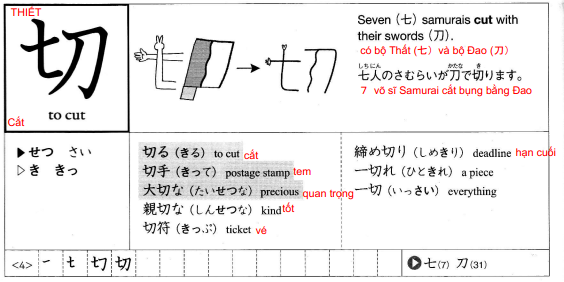 THIẾT
切
Cắt
to cut
Seven (七) samurais cut with
their swords (刀).
có bộ Thất (七) và bộ Đao (刀)
しちにん かたな き
七人のさむらいが刀で切ります。
7 võ sĩ Samurai cắt bụng bằng Đao
▶せつ さい
▷き きっ
切る (きる) to cut cắt
切手 (きって) postage stamp tem
大切な (たいせつな) precious quan trọng
親切な (しんせつな) kind tốt
切符 (きっぷ) ticket vé
締め切り (しめきり) deadline hạn cuối
一切れ (ひときれ) a piece
一切 (いっさい) everything
<4> 一 七 切 切
▶ 七(7) 刀(31)